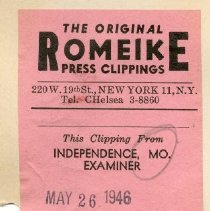 THE ORIGINAL
ROMEIKE
PRESS CLIPPINGS
220 W. 19th St., NEW YORK 11, N.Y.
Tel. CHelsea 3-8860
This Clipping From
INDEPENDENCE, MO.
EXAMINER
MAY 26 1946